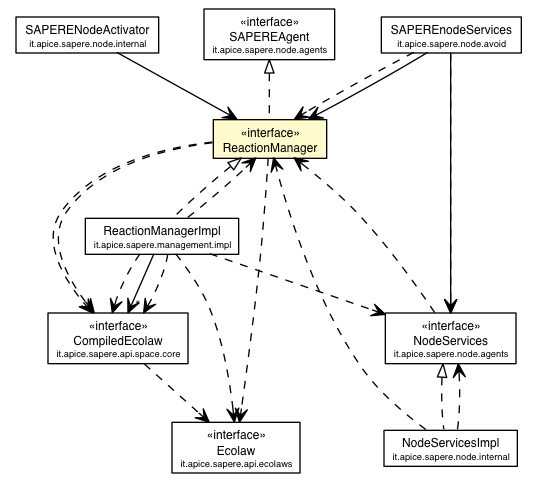 SAPERENodeActivator
it.apice.sapere.node.internal
«interface»
SAPEREAgent
it.apice.sapere.node.agents
SAPEREnodeServices
it.apice.sapere.node.avoid
«interface»
ReactionManager
ReactionManagerImpl
it.apice.sapere.management.impl
«interface»
CompiledEcolaw
it.apice.sapere.api.space.core
«interface»
NodeServices
it.apice.sapere.node.agents
«interface»
Ecolaw
it.apice.sapere.api.ecolaws
NodeServicesImpl
it.apice.sapere.node.internal